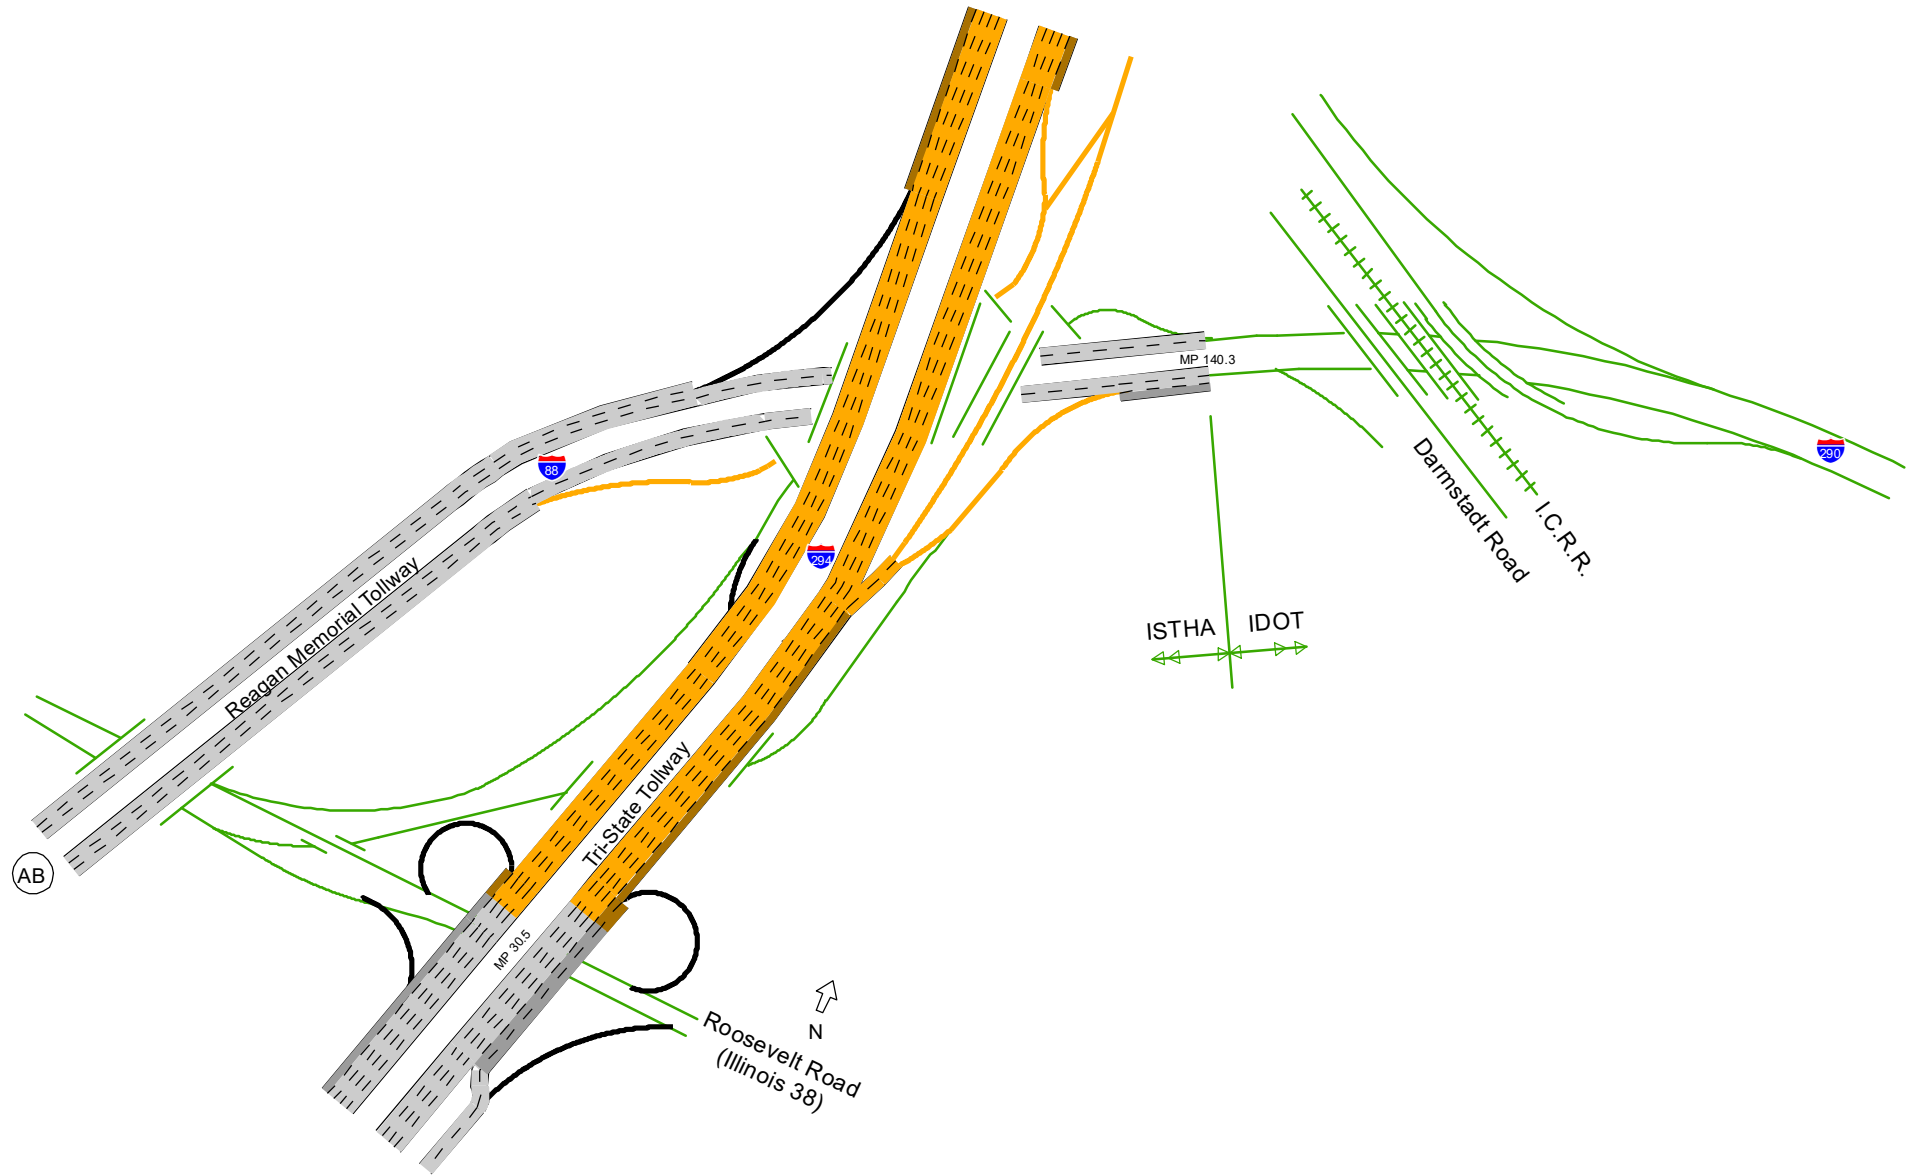 MP 140.3
290
88
Darmstadt Road
I.C.R.R.
294
Reagan Memorial Tollway
ISTHA
IDOT
Tri-State Tollway
AB
MP 30.5
N
Roosevelt Road
(Illinois 38)